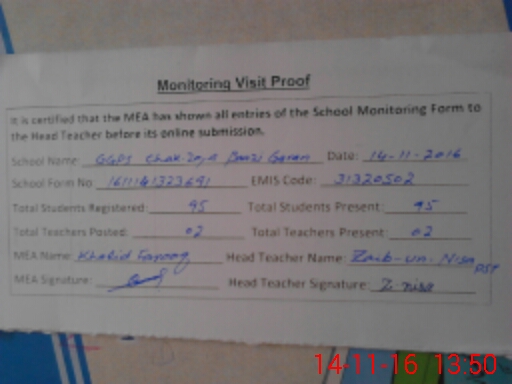 Monitoring Visit Proof
It is certified that the MEA has shown all entries of the School Monitoring Form to
the Head Teacher before its online submission.
School Name: GGPS Chak Date: 14-11-2016
School Form No EMIS Code: 31320502
Total Students Registered: 95 Total Students Present: 95
Total Teachers Posted: 02 Total Teachers Present: 02
MEA Name: Khalid Farooq Head Teacher Name: Zaib-un-Nisa
PST
MEA Signature: Head Teacher Signature: Z-nisa
14-11-16 13:50